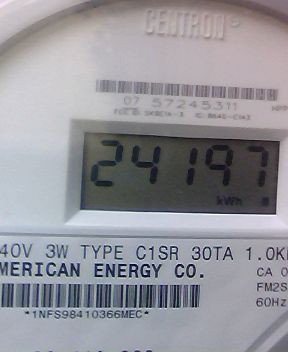 CENTRON®
07 57245311
24197
kWh
40V 3W TYPE C1SR 30TA 1.0K
MERICAN ENERGY CO.
CA 0
FM2S
60Hz
*1NFS98410366MEC*